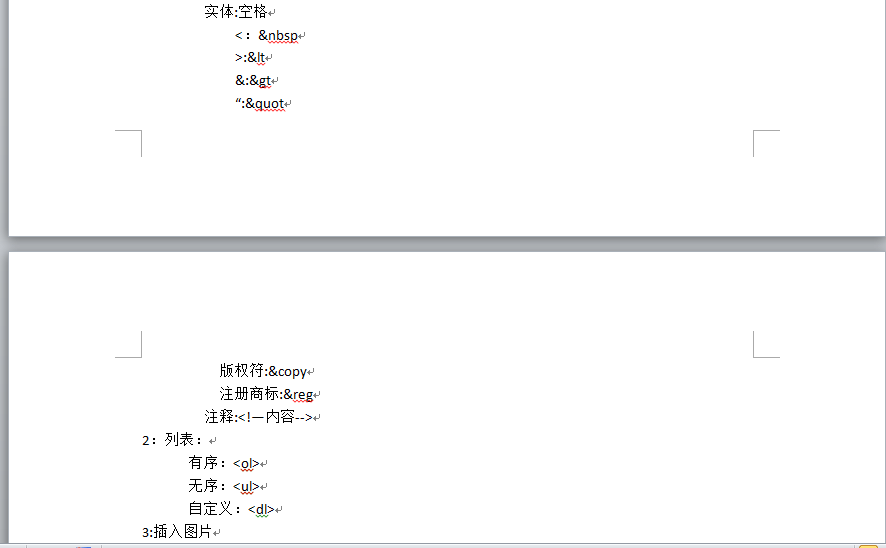 实体:空格
<：&nbsp
>:&lt
&:&gt
“:&quot
版权符:&copy
注册商标:&reg
注释:<!—内容-->
2：列表：
有序：<ol>
无序：<ul>
自定义：<dl>
3:插入图片